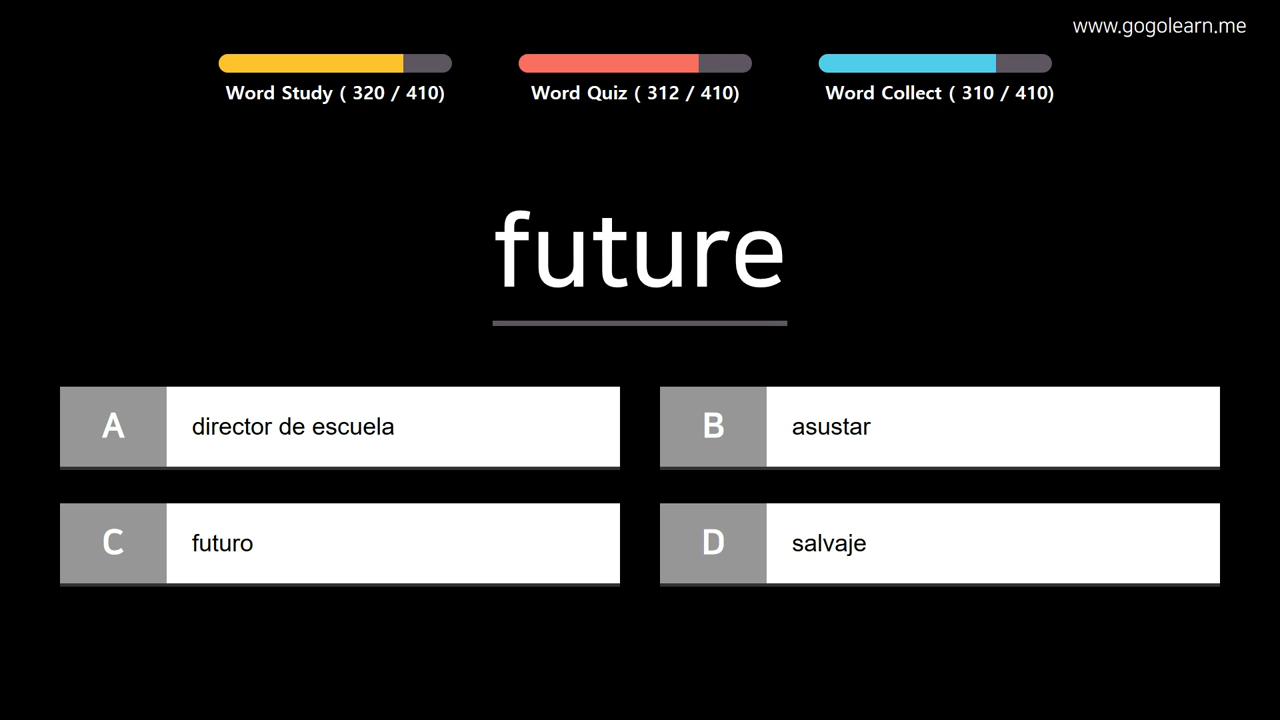 www.gogolearn.me
Word Study ( 320 / 410)
Word Quiz ( 312 / 410)
Word Collect ( 310 / 410)
future
A director de escuela
B asustar
C futuro
D salvaje